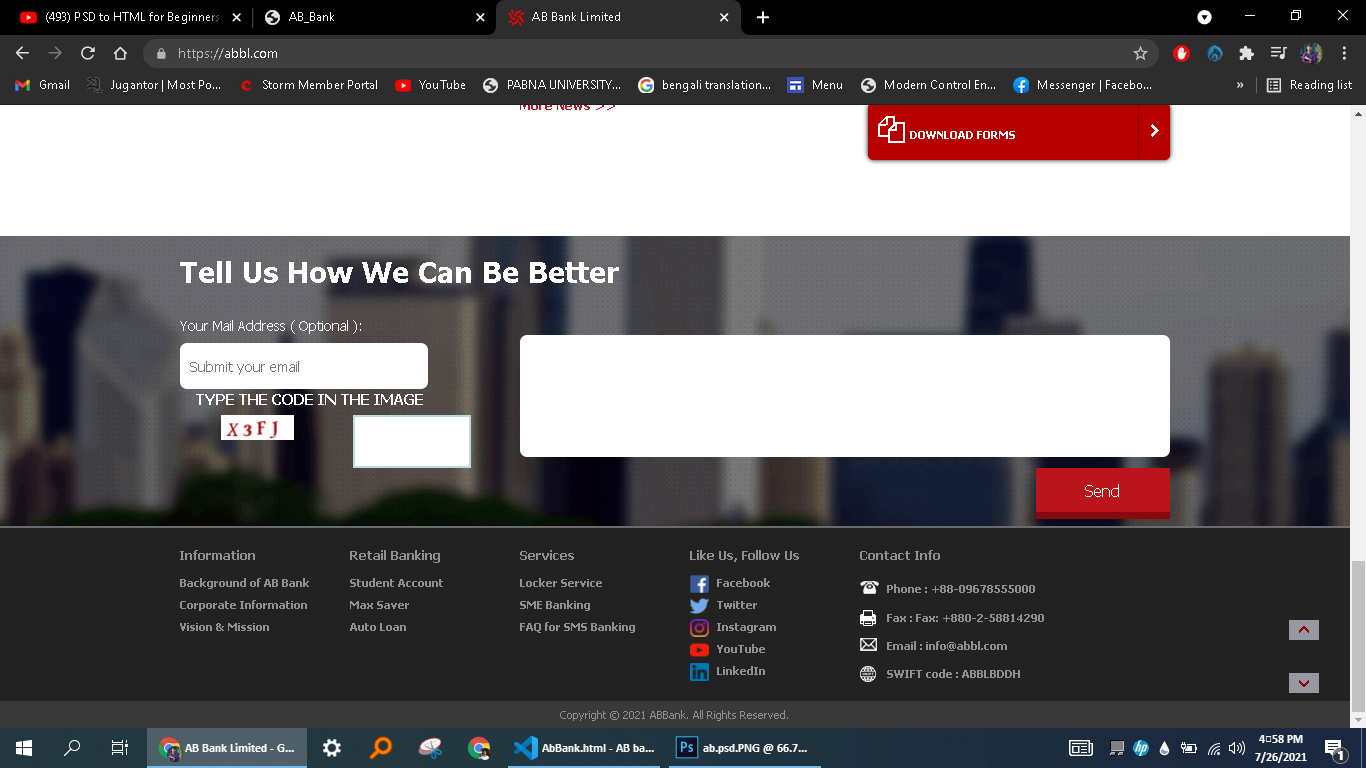 (493) PSD to HTML for Beginners
AB_Bank
AB Bank Limited
https://abbl.com
Gmail
Jugantor | Most Po...
Storm Member Portal
YouTube
PABNA UNIVERSITY...
bengali translation...
Menu
Modern Control En...
Messenger | Facebo...
»
Reading list
More News >>
DOWNLOAD FORMS
Tell Us How We Can Be Better
Your Mail Address ( Optional ):
Submit your email
TYPE THE CODE IN THE IMAGE
X3FJ
Send
Information
Background of AB Bank
Corporate Information
Vision & Mission
Retail Banking
Student Account
Max Saver
Auto Loan
Services
Locker Service
SME Banking
FAQ for SMS Banking
Like Us, Follow Us
Facebook
Twitter
Instagram
YouTube
LinkedIn
Contact Info
Phone : +88-09678555000
Fax : Fax: +880-2-58814290
Email : info@abbl.com
SWIFT code : ABBLBDDH
Copyright © 2021 ABBank. All Rights Reserved.
AB Bank Limited - G...
AbBank.html - AB ba...
Ps
ab.psd.PNG @ 66.7...
4:58 PM
7/26/2021
1